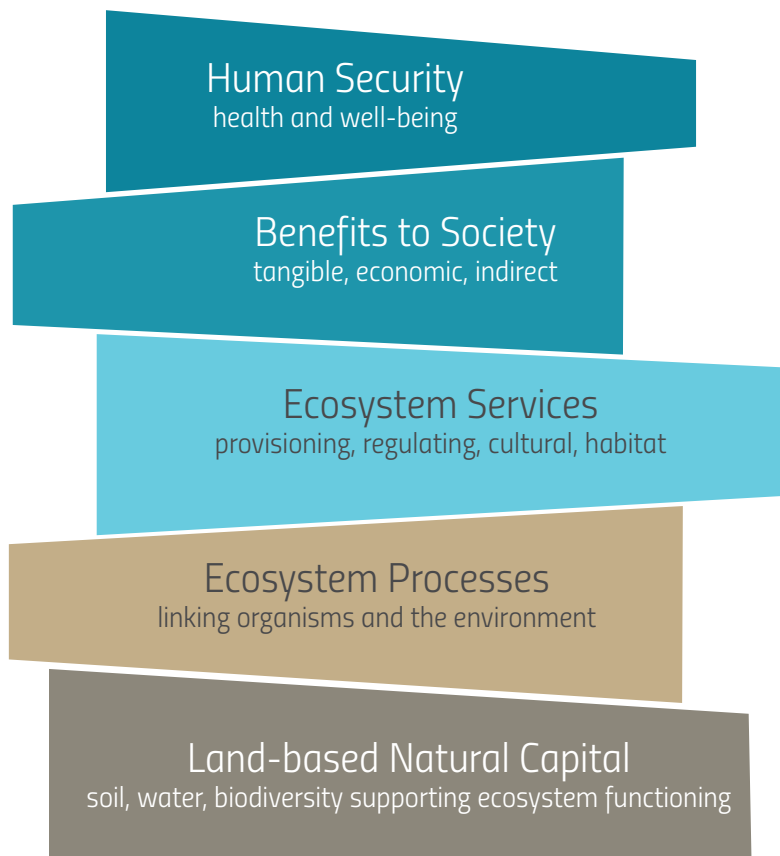 Human Security
health and well-being
Benefits to Society
tangible, economic, indirect
Ecosystem Services
provisioning, regulating, cultural, habitat
Ecosystem Processes
linking organisms and the environment
Land-based Natural Capital
soil, water, biodiversity supporting ecosystem functioning